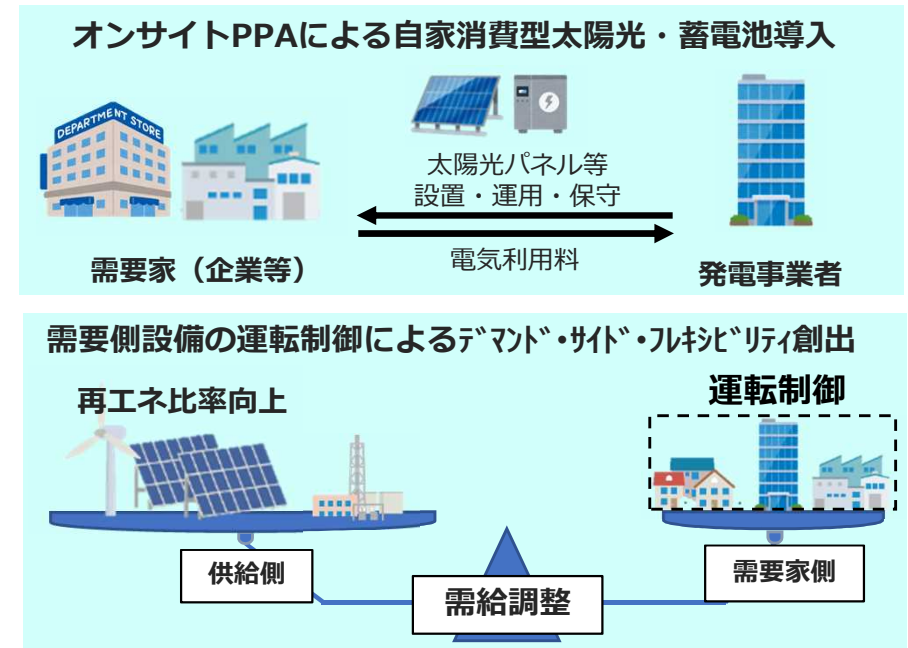 オンサイトPPAによる自家消費型太陽光・蓄電池導入
DEPARTMENT STORE
太陽光パネル等
設置・運用・保守
電気利用料
需要家（企業等）
発電事業者
需要側設備の運転制御によるﾃﾞﾏﾝﾄﾞ・ｻｲﾄﾞ・ﾌﾚｷｼﾋﾞﾘﾃｨ創出
再エネ比率向上
運転制御
供給側
需要家側
需給調整